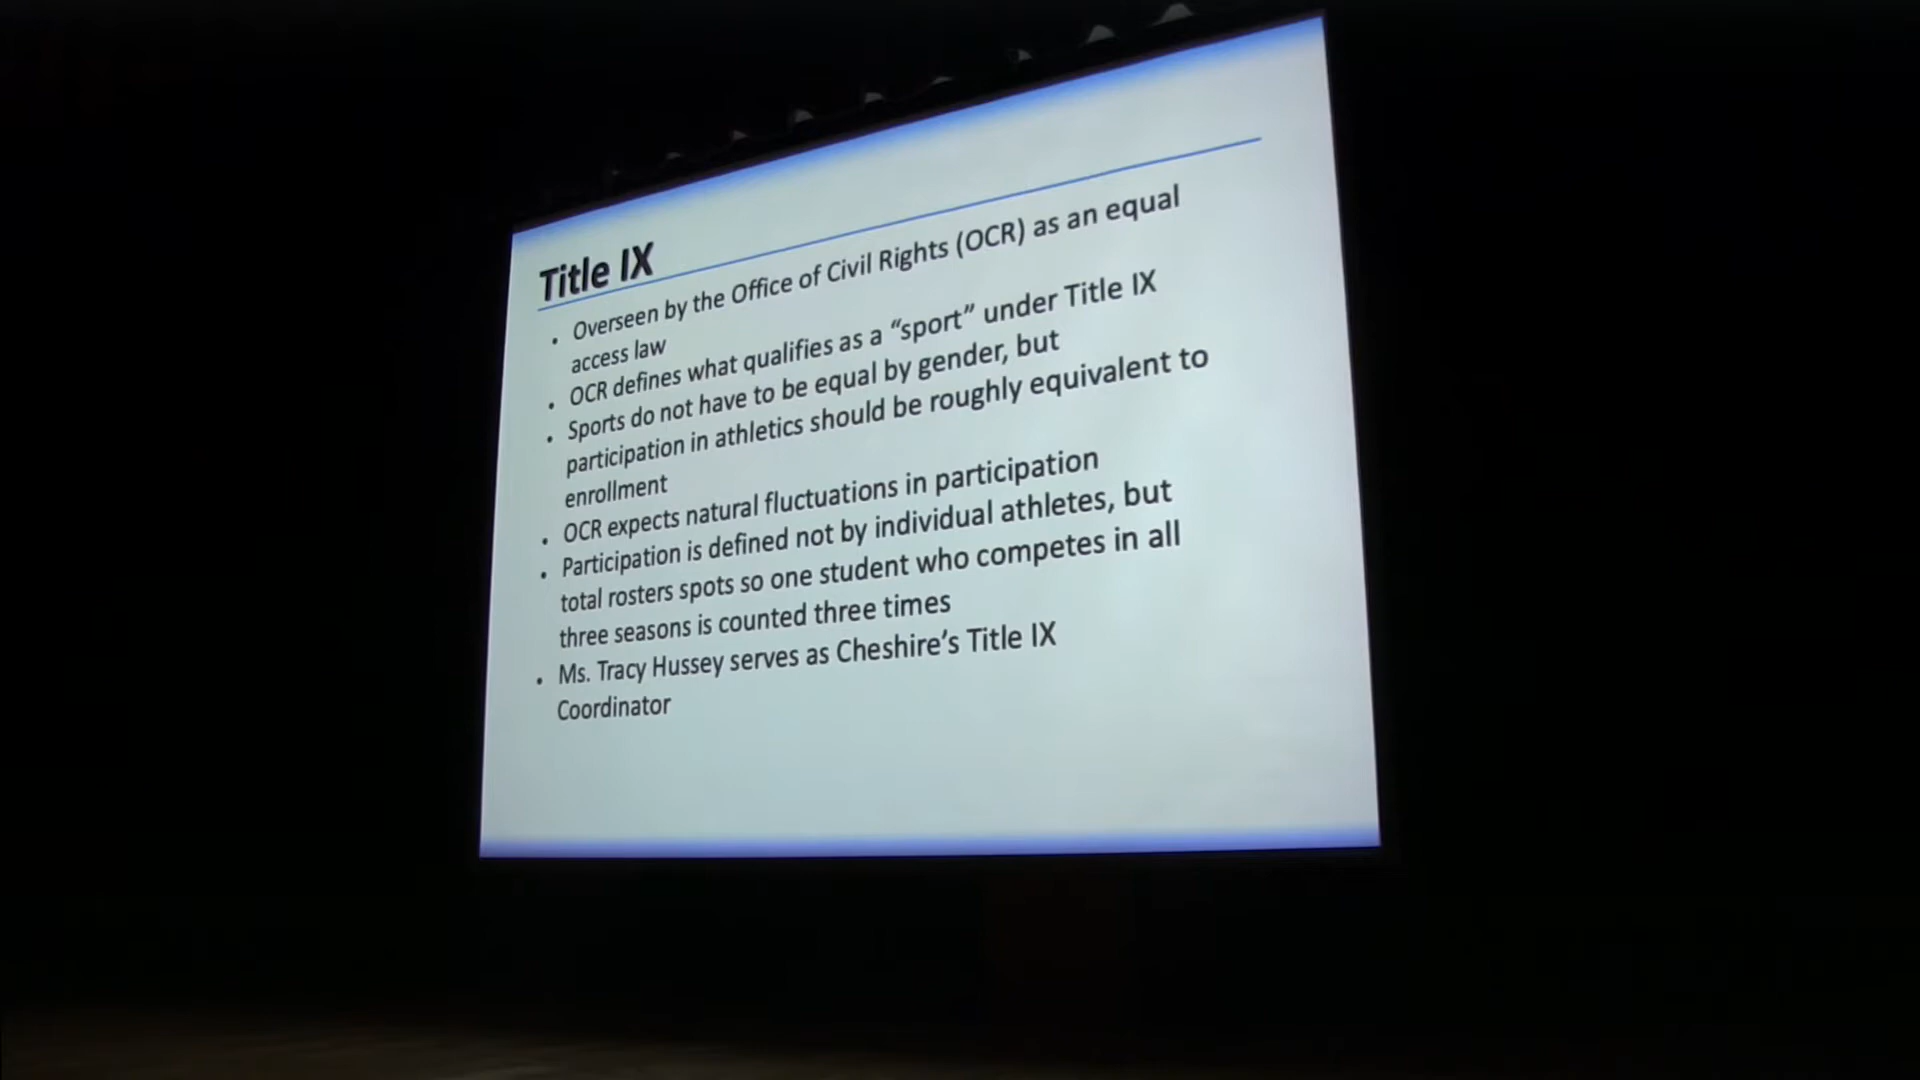 Title IX
• Overseen by the Office of Civil Rights (OCR) as an equal
access law
• OCR defines what qualifies as a “sport” under Title IX
• Sports do not have to be equal by gender, but
participation in athletics should be roughly equivalent to
enrollment
• OCR expects natural fluctuations in participation
• Participation is defined not by individual athletes, but
total rosters spots so one student who competes in all
three seasons is counted three times
• Ms. Tracy Hussey serves as Cheshire’s Title IX
Coordinator